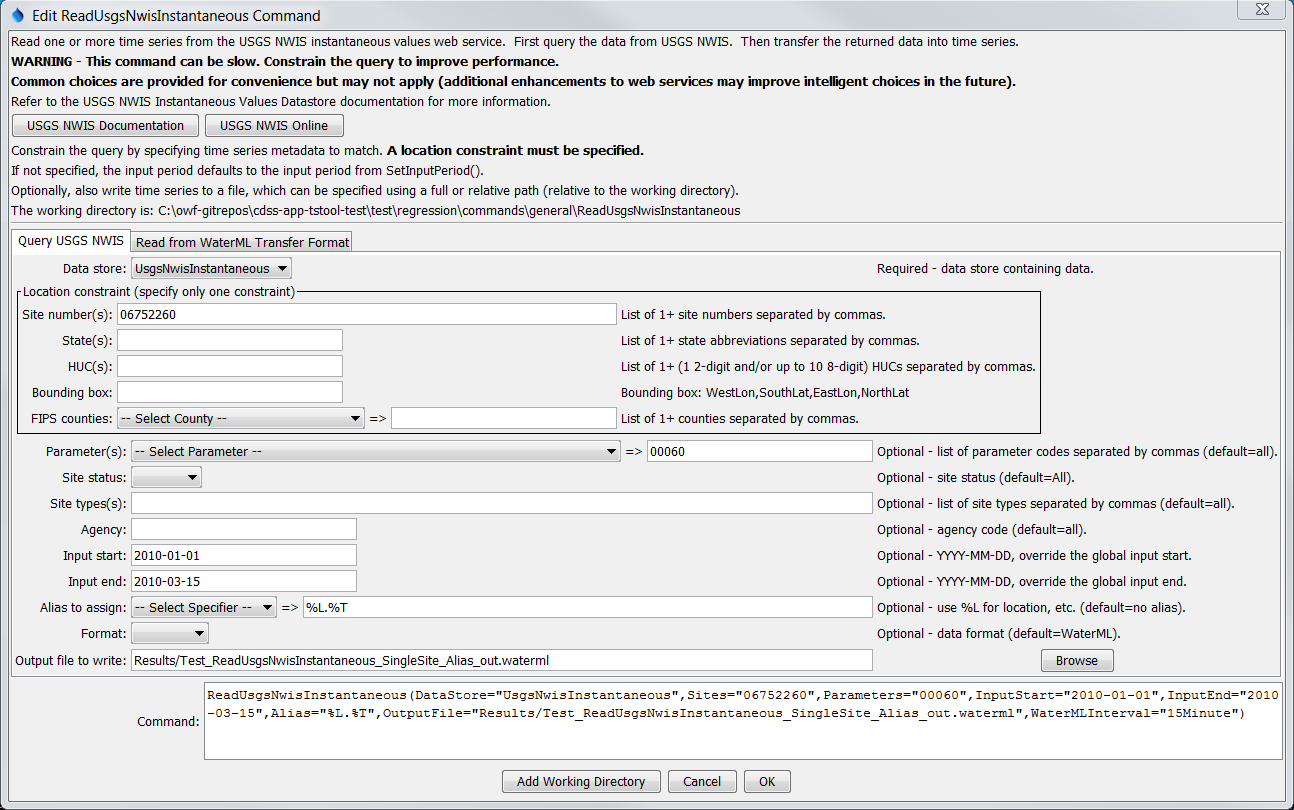 Edit ReadUsgsNwisInstantaneous Command
Read one or more time series from the USGS NWIS instantaneous values web service.  First query the data from USGS NWIS.  Then transfer the returned data into time series.
WARNING - This command can be slow. Constrain the query to improve performance.
Common choices are provided for convenience but may not apply (additional enhancements to web services may improve intelligent choices in the future).
Refer to the USGS NWIS Instantaneous Values Datastore documentation for more information.
USGS NWIS Documentation USGS NWIS Online
Constrain the query by specifying time series metadata to match. A location constraint must be specified.
If not specified, the input period defaults to the input period from SetInputPeriod().
Optionally, also write time series to a file, which can be specified using a full or relative path (relative to the working directory).
The working directory is: C:\owf-gitrepos\cdss-app-tstool-test\test\regression\commands\general\ReadUsgsNwisInstantaneous
Query USGS NWIS Read from WaterML Transfer Format
Data store: UsgsNwisInstantaneous Required - data store containing data.
Location constraint (specify only one constraint)
Site number(s): 06752260 List of 1+ site numbers separated by commas.
State(s): List of 1+ state abbreviations separated by commas.
HUC(s): List of 1+ (1 2-digit and/or up to 10 8-digit) HUCs separated by commas.
Bounding box: Bounding box: WestLon,SouthLat,EastLon,NorthLat
FIPS counties: -- Select County -- => List of 1+ counties separated by commas.
Parameter(s): -- Select Parameter -- => 00060 Optional - list of parameter codes separated by commas (default=all).
Site status: Optional - site status (default=All).
Site types(s): Optional - list of site types separated by commas (default=all).
Agency: Optional - agency code (default=all).
Input start: 2010-01-01 Optional - YYYY-MM-DD, override the global input start.
Input end: 2010-03-15 Optional - YYYY-MM-DD, override the global input end.
Alias to assign: -- Select Specifier -- => %L.%T Optional - use %L for location, etc. (default=no alias).
Format: Optional - data format (default=WaterML).
Output file to write: Results/Test_ReadUsgsNwisInstantaneous_SingleSite_Alias_out.waterml Browse
ReadUsgsNwisInstantaneous(DataStore="UsgsNwisInstantaneous",Sites="06752260",Parameters="00060",InputStart="2010-01-01",InputEnd="2010
Command: -03-15",Alias="%L.%T",OutputFile="Results/Test_ReadUsgsNwisInstantaneous_SingleSite_Alias_out.waterml",WaterMLInterval="15Minute")
Add Working Directory Cancel OK